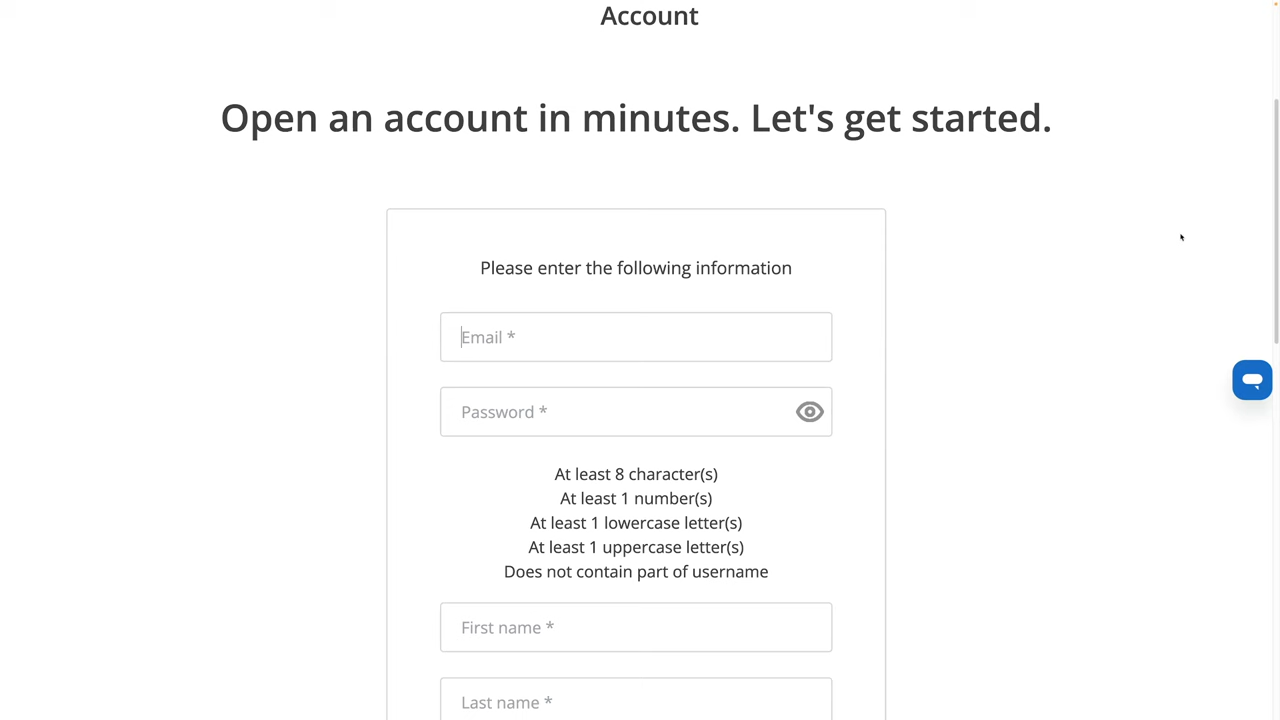 Account
Open an account in minutes. Let's get started.
Please enter the following information
Email *
Password *
At least 8 character(s)
At least 1 number(s)
At least 1 lowercase letter(s)
At least 1 uppercase letter(s)
Does not contain part of username
First name *
Last name *